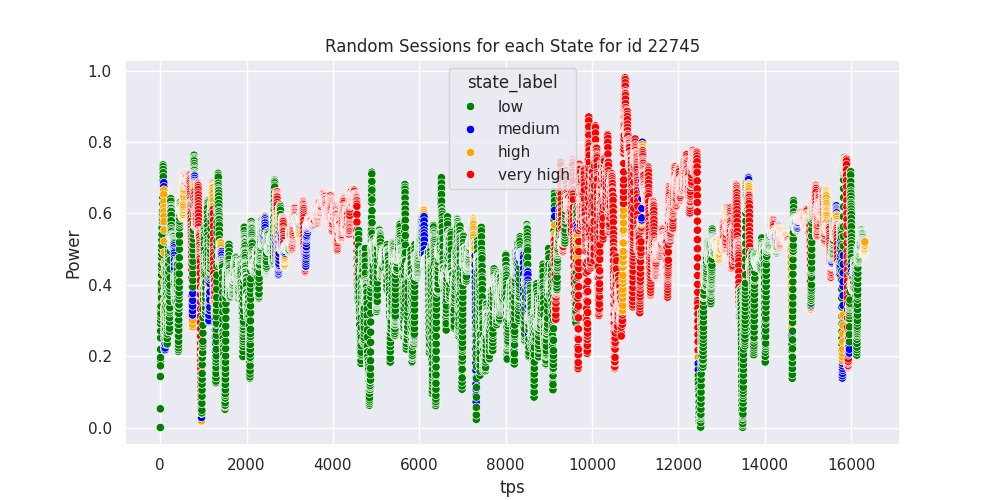 Random Sessions for each State for id 22745
1.0
0.8
0.6
0.4
0.2
0.0
Power
state_label
low
medium
high
very high
0 2000 4000 6000 8000 10000 12000 14000 16000
tps